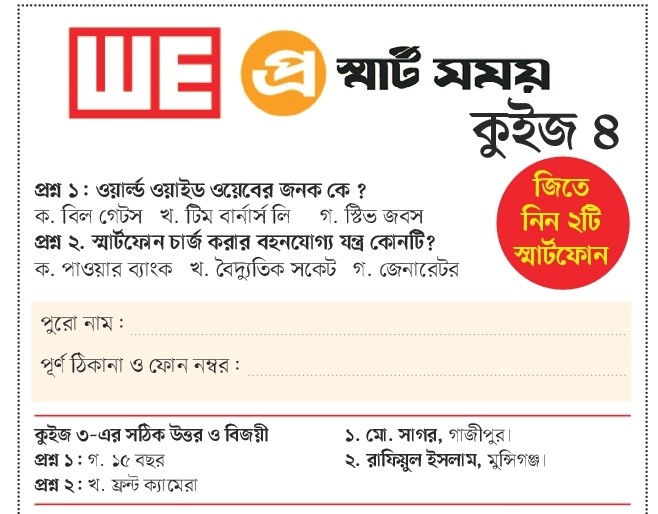 WE প্র স্মার্ট সময়
কুইজ ৪
প্রশ্ন ১ : ওয়ার্ল্ড ওয়াইড ওয়েবের জনক কে ?
ক. বিল গেটস খ. টিম বার্নার্স লি গ. স্টিভ জবস
প্রশ্ন ২. স্মার্টফোন চার্জ করার বহনযোগ্য যন্ত্র কোনটি?
ক. পাওয়ার ব্যাংক খ. বৈদ্যুতিক সকেট গ. জেনারেটর
জিতে
নিন ২টি
স্মার্টফোন
পুরো নাম :
পূর্ণ ঠিকানা ও ফোন নম্বর :
কুইজ ৩-এর সঠিক উত্তর ও বিজয়ী
প্রশ্ন ১ : গ. ১৫ বছর
প্রশ্ন ২ : খ. ফ্রন্ট ক্যামেরা
১. মো. সাগর, গাজীপুর।
২. রাফিয়ুল ইসলাম, মুন্সিগঞ্জ।